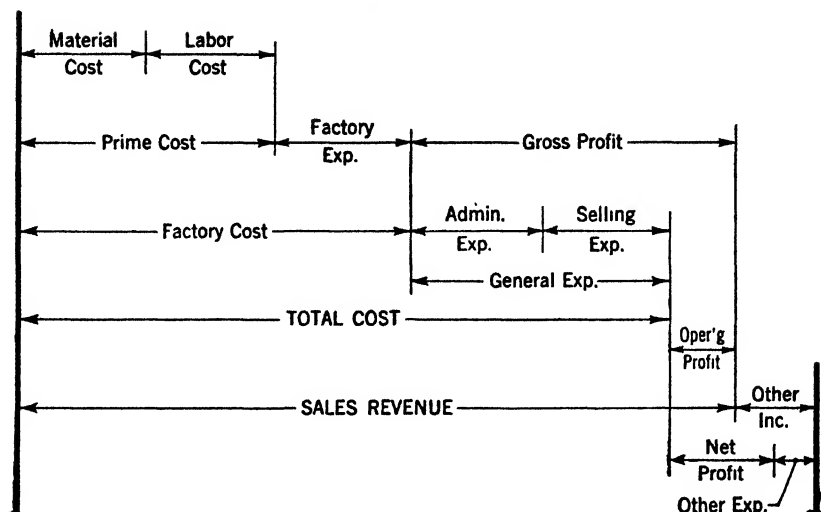 Material Labor
Cost Cost
Prime Cost Factory Exp. Gross Profit
Factory Cost Admin. Exp. Selling Exp.
General Exp.
TOTAL COST
Oper'g
Profit
SALES REVENUE Other Inc.
Net
Profit
Other Exp.